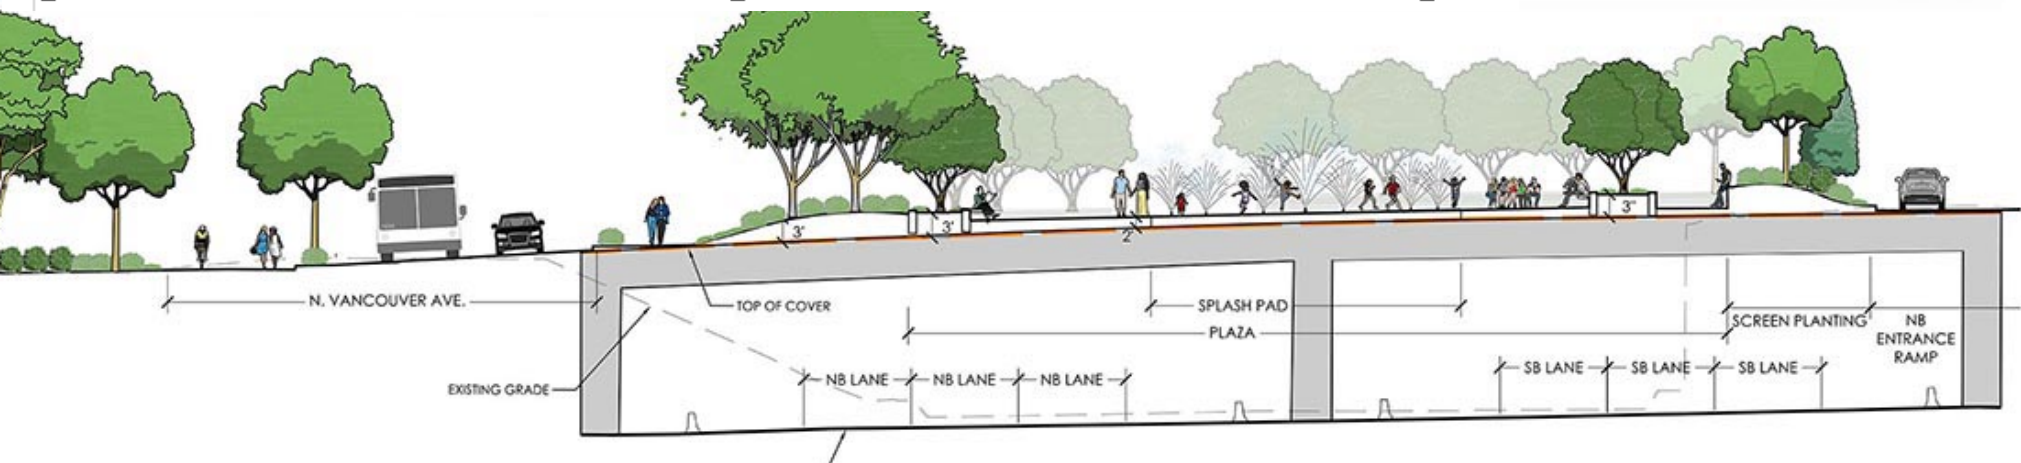 3'
3'
2'
3"
N. VANCOUVER AVE.
TOP OF COVER
SPLASH PAD
PLAZA
SCREEN PLANTING
NB
ENTRANCE
RAMP
EXISTING GRADE
NB LANE
NB LANE
NB LANE
SB LANE
SB LANE
SB LANE